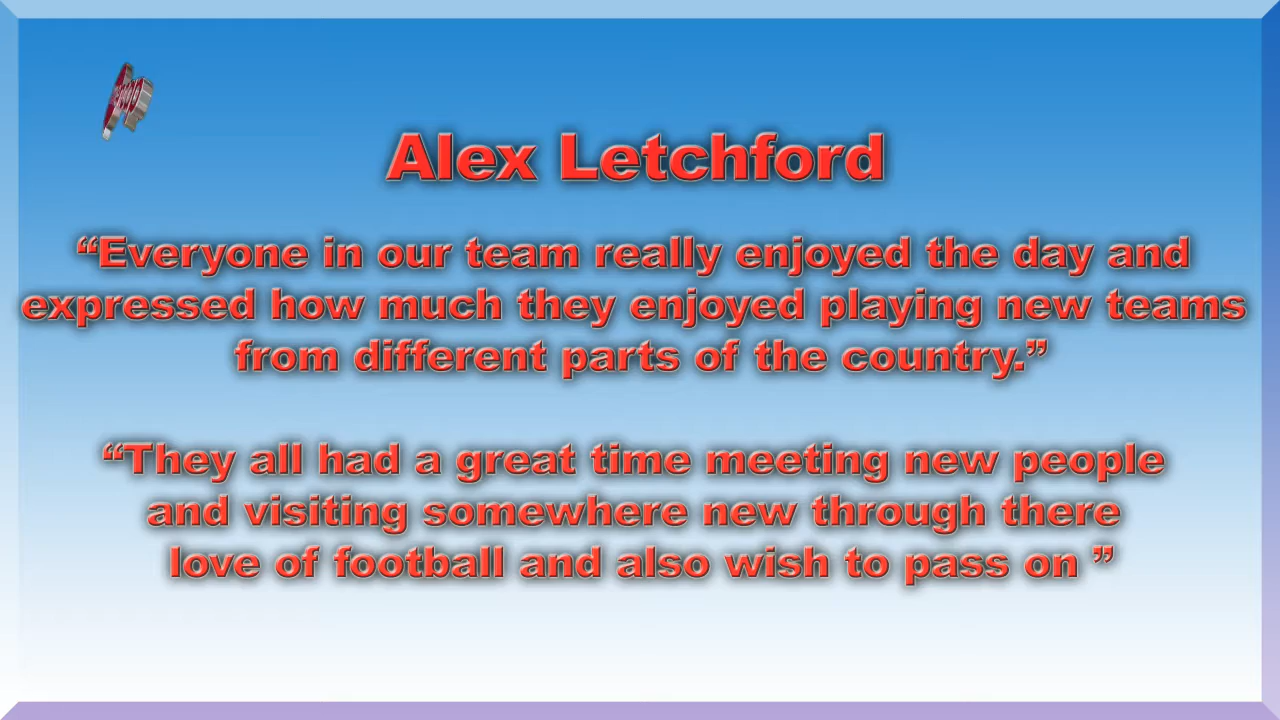 Alex Letchford
“Everyone in our team really enjoyed the day and
expressed how much they enjoyed playing new teams
from different parts of the country.”
“They all had a great time meeting new people
and visiting somewhere new through there
love of football and also wish to pass on ”